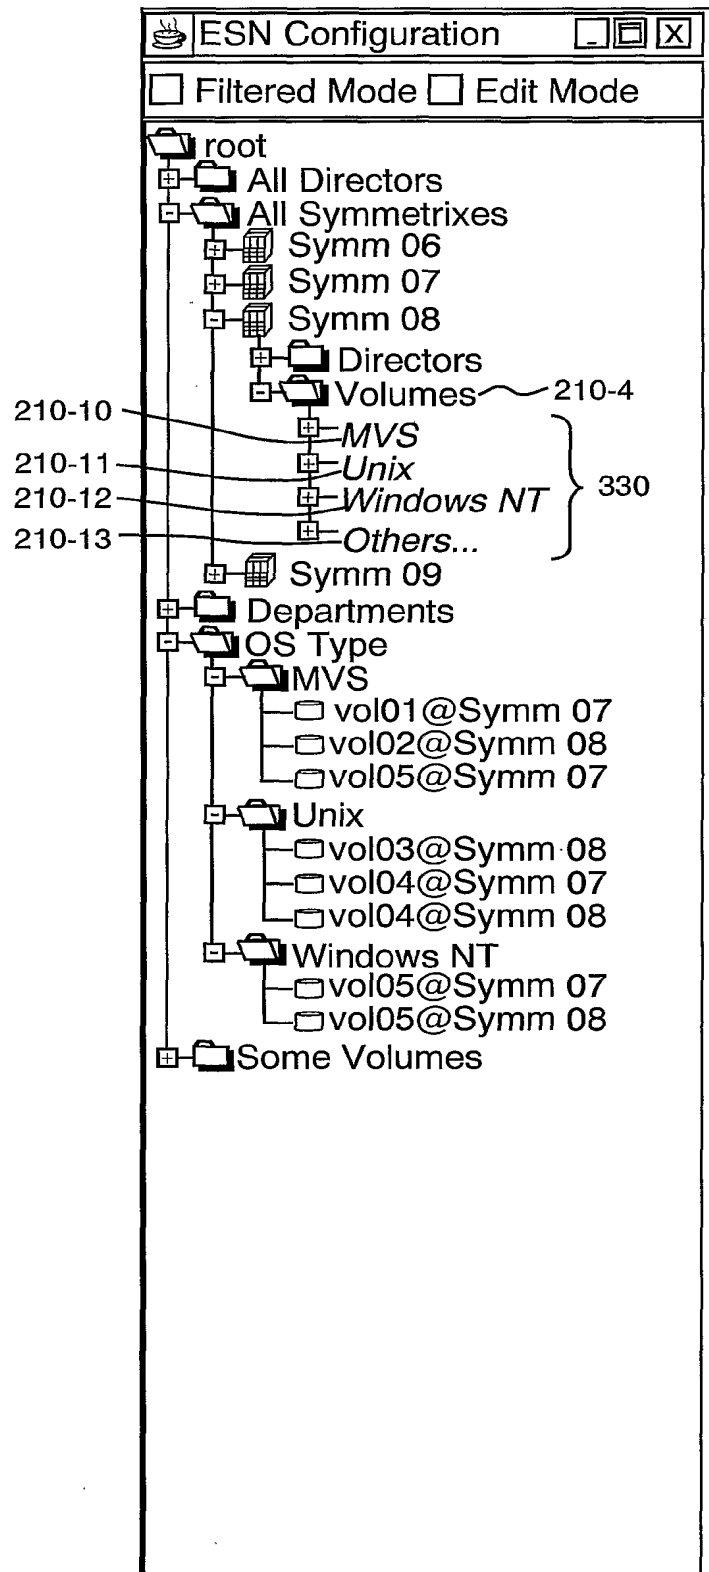 ESN Configuration
Filtered Mode Edit Mode
root
All Directors
All Symmetrixes
Symm 06
Symm 07
Symm 08
Directors
Volumes 210-4
210-10 MVS
210-11 Unix
330
210-12 Windows NT
210-13 Others...
Symm 09
Departments
OS Type
MVS
vol01@Symm 07
vol02@Symm 08
vol05@Symm 07
Unix
vol03@Symm 08
vol04@Symm 07
vol04@Symm 08
Windows NT
vol05@Symm 07
vol05@Symm 08
Some Volumes